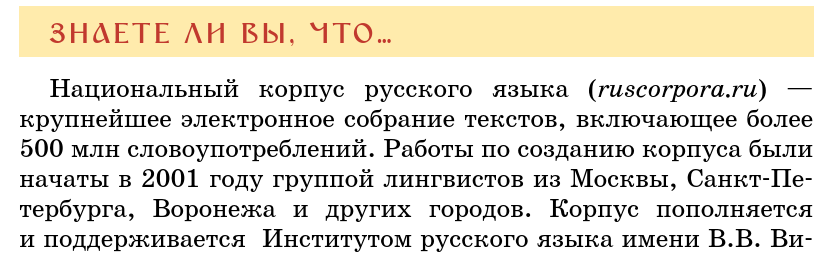 ЗНАЕТЕ ЛИ ВЫ, ЧТО...
Национальный корпус русского языка (ruscorpora.ru) —
крупнейшее электронное собрание текстов, включающее более
500 млн словоупотреблений. Работы по созданию корпуса были
начаты в 2001 году группой лингвистов из Москвы, Санкт-Пе-
тербурга, Воронежа и других городов. Корпус пополняется
и поддерживается Институтом русского языка имени В.В. Ви-